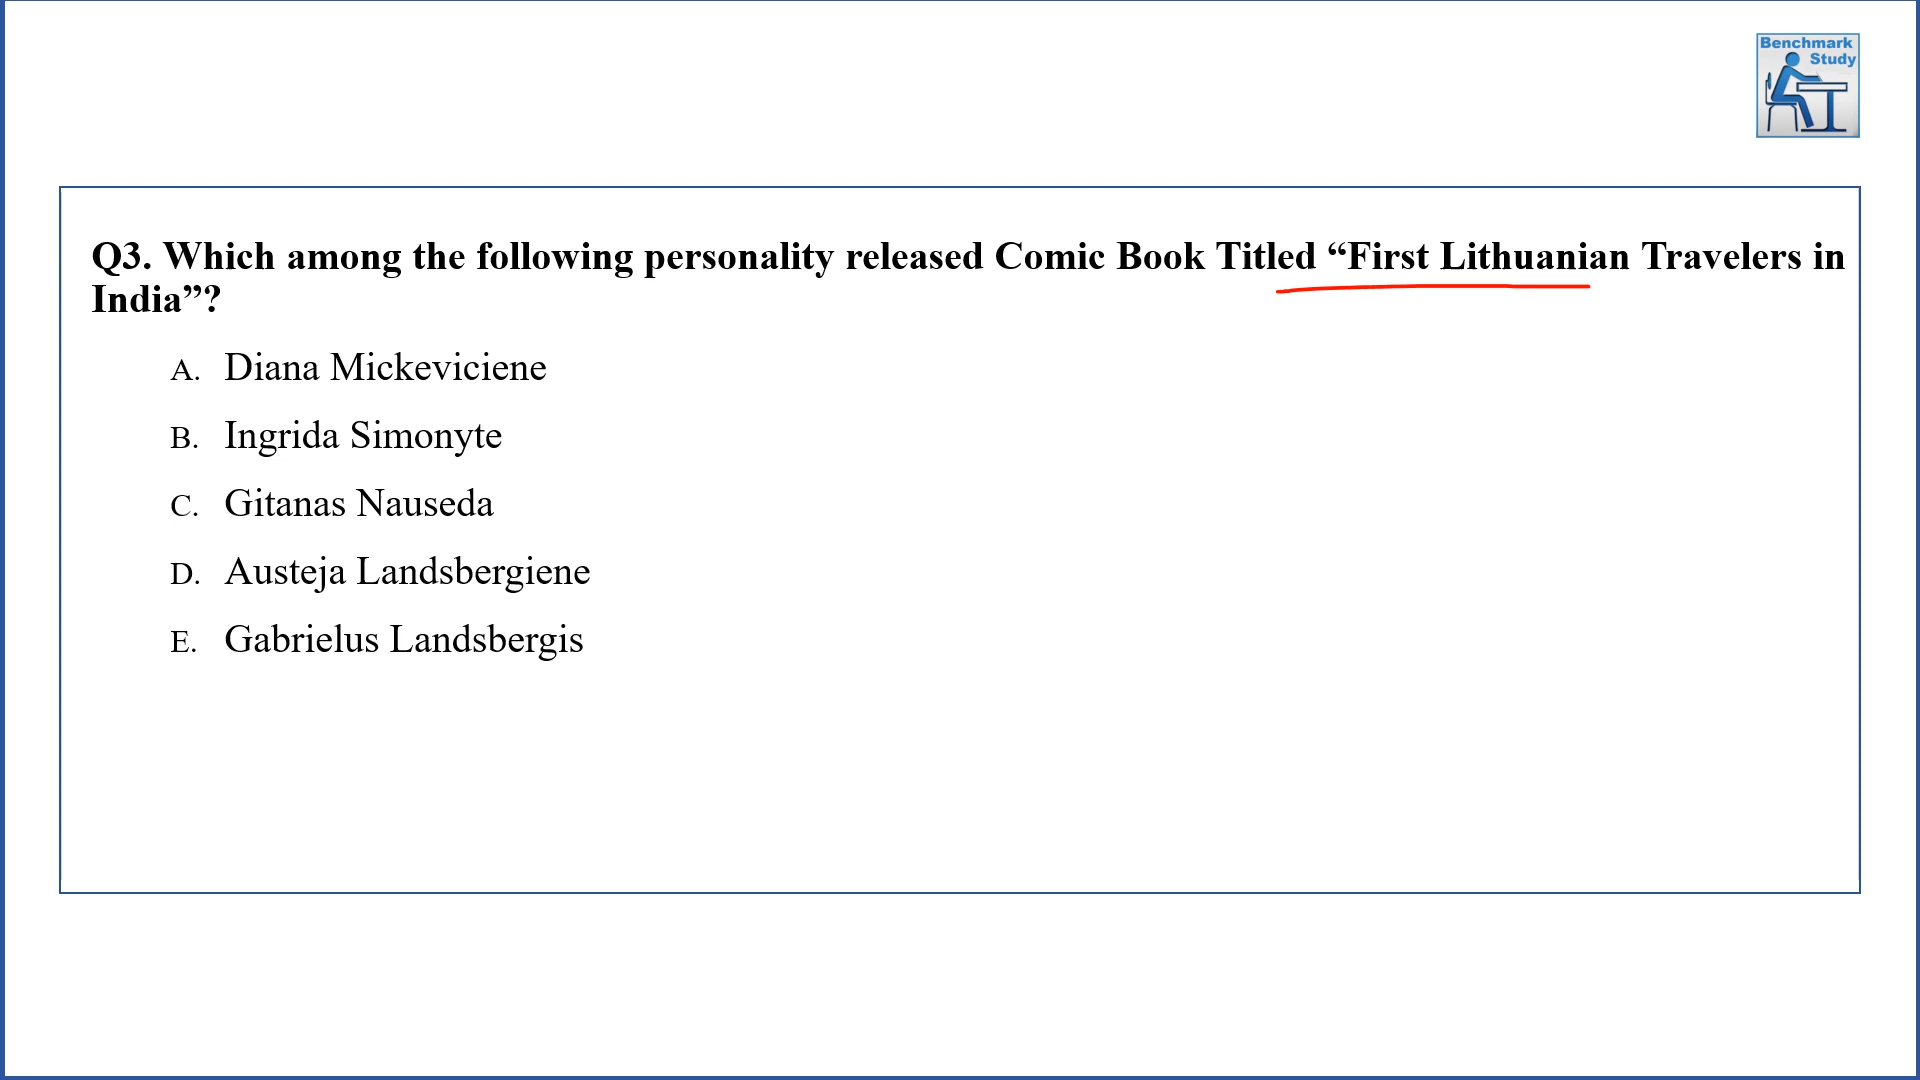 Benchmark
Study
Q3. Which among the following personality released Comic Book Titled “First Lithuanian Travelers in
India”?
A. Diana Mickeviciene
B. Ingrida Simonyte
C. Gitanas Nauseda
D. Austeja Landsbergiene
E. Gabrielus Landsbergis